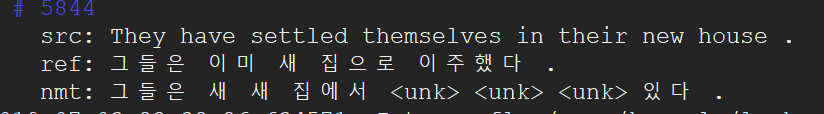 # 5844
src: They have settled themselves in their new house .
ref: 그들은 이미 새 집으로 이주했다 .
nmt: 그들은 새 새 집에서 <unk> <unk> <unk> 있다 .